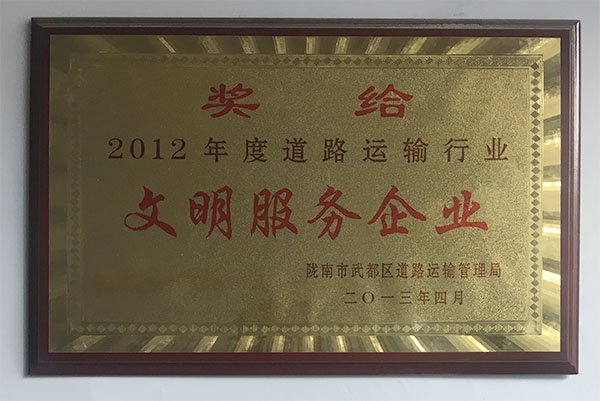 奖 给
2012年度道路运输行业
文明服务企业
陇南市武都区道路运输管理局
二〇一三年四月